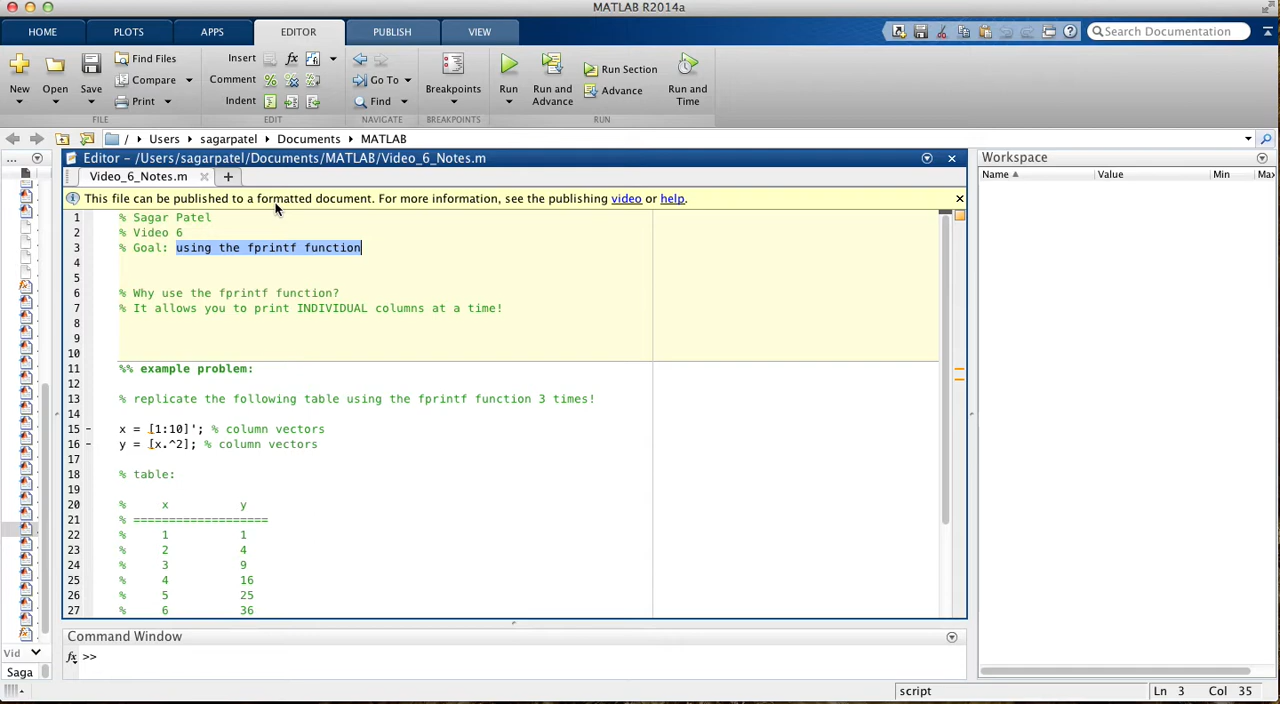 MATLAB R2014a
HOME PLOTS APPS EDITOR PUBLISH VIEW Search Documentation
New Open Save Find Files Compare Print
Insert Comment Indent
Go To Find
Breakpoints
Run Run and Advance Run Section Advance Run and Time
FILE EDIT NAVIGATE BREAKPOINTS RUN
/ Users sagarpatel Documents MATLAB
Editor - /Users/sagarpatel/Documents/MATLAB/Video_6_Notes.m
Video_6_Notes.m
This file can be published to a formatted document. For more information, see the publishing video or help.
1 % Sagar Patel
2 % Video 6
3 % Goal: using the fprintf function
4
5
6 % Why use the fprintf function?
7 % It allows you to print INDIVIDUAL columns at a time!
8
9
10
11 %% example problem:
12
13 % replicate the following table using the fprintf function 3 times!
14
15 - x = [1:10]'; % column vectors
16 - y = [x.^2]; % column vectors
17
18 % table:
19
20 % x y
21 % ===================
22 % 1 1
23 % 2 4
24 % 3 9
25 % 4 16
26 % 5 25
27 % 6 36
Command Window
fx >>
Workspace
Name Value Min Max
...
Vid
Saga
script Ln 3 Col 35